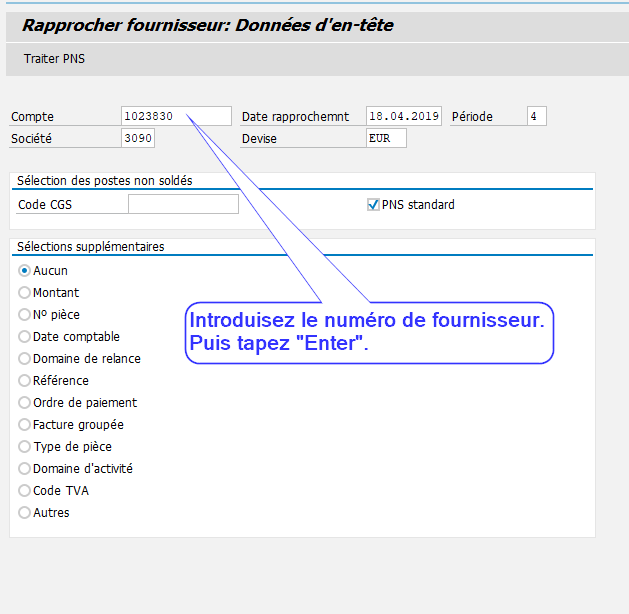 Rapprocher fournisseur: Données d'en-tête
Traiter PNS
Compte 1023830 Date rapprochemnt 18.04.2019 Période 4
Société 3090 Devise EUR
Sélection des postes non soldés
Code CGS PNS standard
Sélections supplémentaires
Aucun
Montant
Nº pièce
Date comptable
Domaine de relance
Référence
Ordre de paiement
Facture groupée
Type de pièce
Domaine d'activité
Code TVA
Autres
Introduisez le numéro de fournisseur.
Puis tapez "Enter".